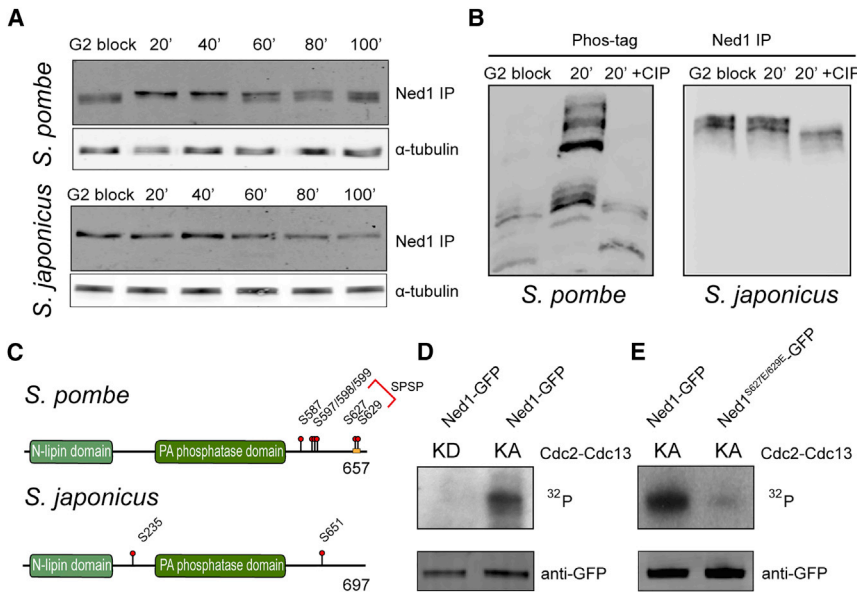 A
G2 block 20' 40' 60' 80' 100'
S. pombe
Ned1 IP
α-tubulin
G2 block 20' 40' 60' 80' 100'
S. japonicus
Ned1 IP
α-tubulin
B
Phos-tag Ned1 IP
G2 block 20' 20' +CIP G2 block 20' 20' +CIP
S. pombe S. japonicus
C
S. pombe
S587
S597/598/599
S627
S629
SPSP
N-lipin domain PA phosphatase domain
657
S. japonicus
S235
S651
N-lipin domain PA phosphatase domain
697
D
Ned1-GFP Ned1-GFP
KD KA Cdc2-Cdc13
³²P
anti-GFP
E
Ned1-GFP Ned1ˢ⁶²⁷ᴱ/⁶²⁹ᴱ-GFP
KA KA Cdc2-Cdc13
³²P
anti-GFP